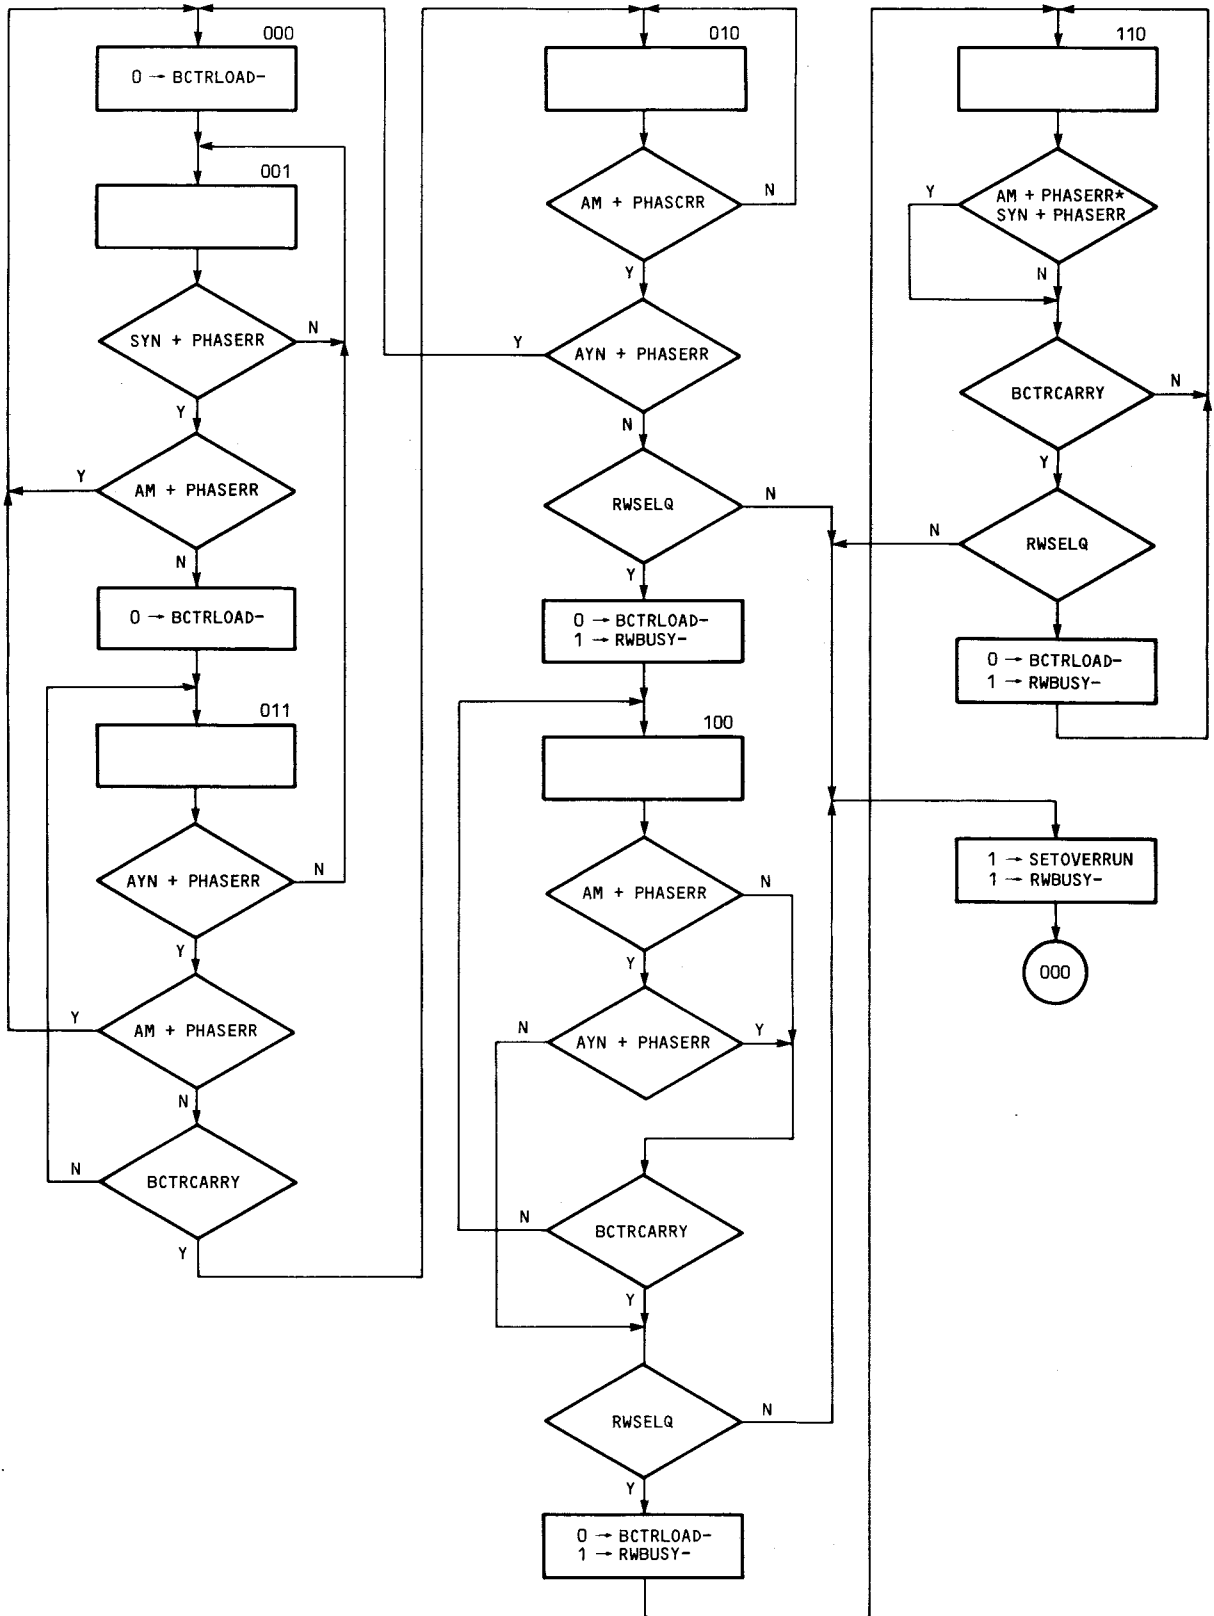 000
0 → BCTRLOAD-
001
SYN + PHASERR
N
Y
AM + PHASERR
Y
N
0 → BCTRLOAD-
011
AYN + PHASERR
N
Y
AM + PHASERR
Y
N
BCTRCARRY
N
Y
010
AM + PHASCRR
N
Y
AYN + PHASERR
Y
N
RWSELQ
N
Y
0 → BCTRLOAD-
1 → RWBUSY-
100
AM + PHASERR
N
Y
AYN + PHASERR
N
Y
BCTRCARRY
N
Y
RWSELQ
N
Y
0 → BCTRLOAD-
1 → RWBUSY-
110
AM + PHASERR*
SYN + PHASERR
Y
N
BCTRCARRY
N
Y
RWSELQ
N
0 → BCTRLOAD-
1 → RWBUSY-
1 → SETOVERRUN
1 → RWBUSY-
000